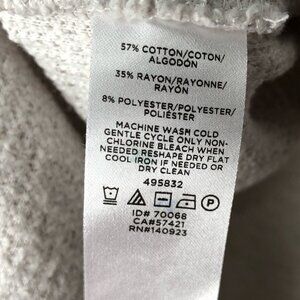 57% COTTON/COTON/
ALGODÓN
35% RAYON/RAYONNE/
RAYÓN
8% POLYESTER/POLYESTER/
POLIÉSTER
MACHINE WASH COLD
GENTLE CYCLE ONLY NON-
CHLORINE BLEACH WHEN
NEEDED RESHAPE DRY FLAT
COOL IRON IF NEEDED OR
DRY CLEAN
495832
ID# 70068
CA#57421
RN#140923